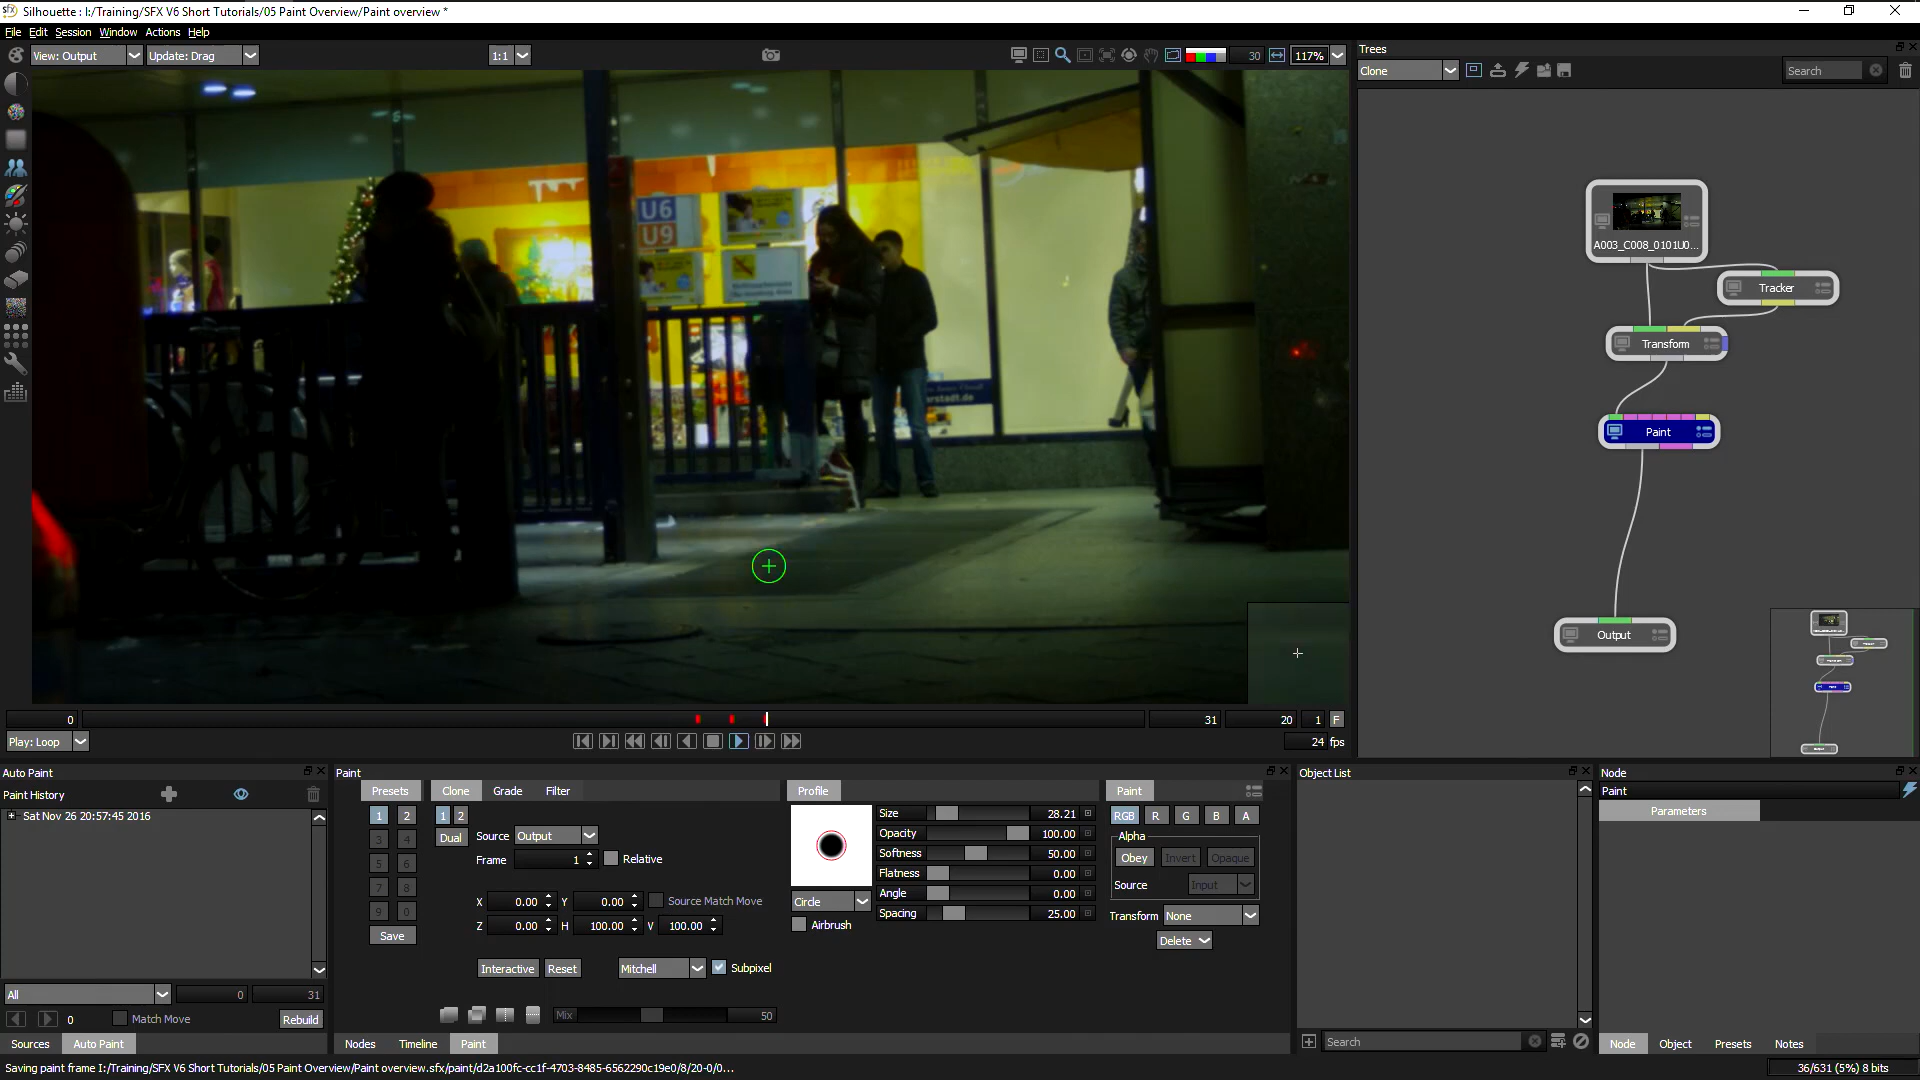 Silhouette : I:/Training/SFX V6 Short Tutorials/05 Paint Overview/Paint overview *
File Edit Session Window Actions Help
View: Output Update: Drag 1:1 30 117%
Trees
Clone Search
U6
U9
A003_C008_0101U0...
Tracker
Transform
Paint
Output
0 31 20 1 F
Play: Loop 24 fps
Auto Paint
Paint History
Sat Nov 26 20:57:45 2016
All 0 31
0 Match Move Rebuild
Sources Auto Paint
Paint
Presets Clone Grade Filter
1 2
3 4
5 6
7 8
9 0
Save
1 2
Dual Source Output
Frame 1 Relative
X 0.00 Y 0.00 Source Match Move
Z 0.00 H 100.00 V 100.00
Interactive Reset Mitchell Subpixel
Mix 50
Profile
Circle
Airbrush
Size 28.21
Opacity 100.00
Softness 50.00
Flatness 0.00
Angle 0.00
Spacing 25.00
Paint
RGB R G B A
Alpha
Obey Invert Opaque
Source Input
Transform None
Delete
Nodes Timeline Paint
Object List
Search
Node
Paint
Parameters
Node Object Presets Notes
Saving paint frame I:/Training/SFX V6 Short Tutorials/05 Paint Overview/Paint overview.sfx/paint/d2a100fc-cc1f-4703-8485-6562290c19e0/8/20-0/0...
36/631 (5%) 8 bits